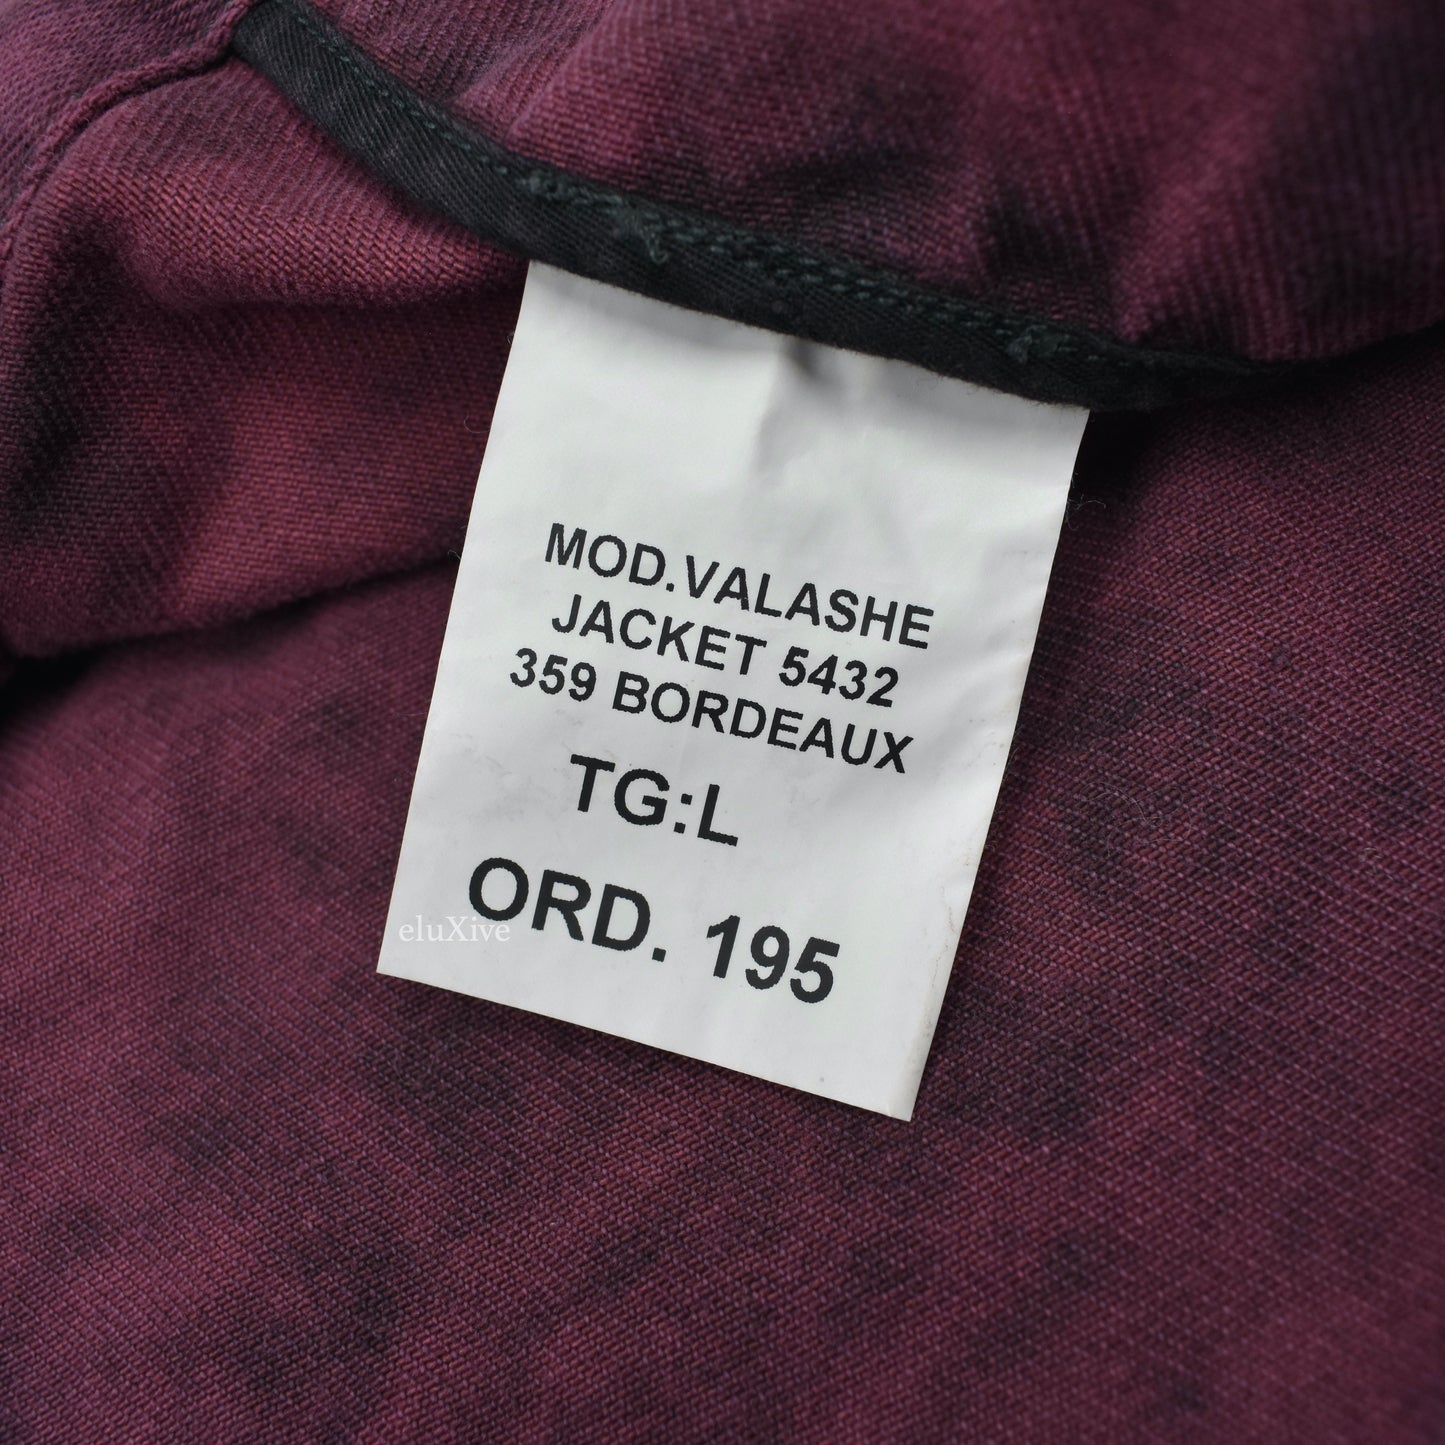 MOD.VALASHE
JACKET 5432
359 BORDEAUX
TG:L
ORD. 195
eluXive